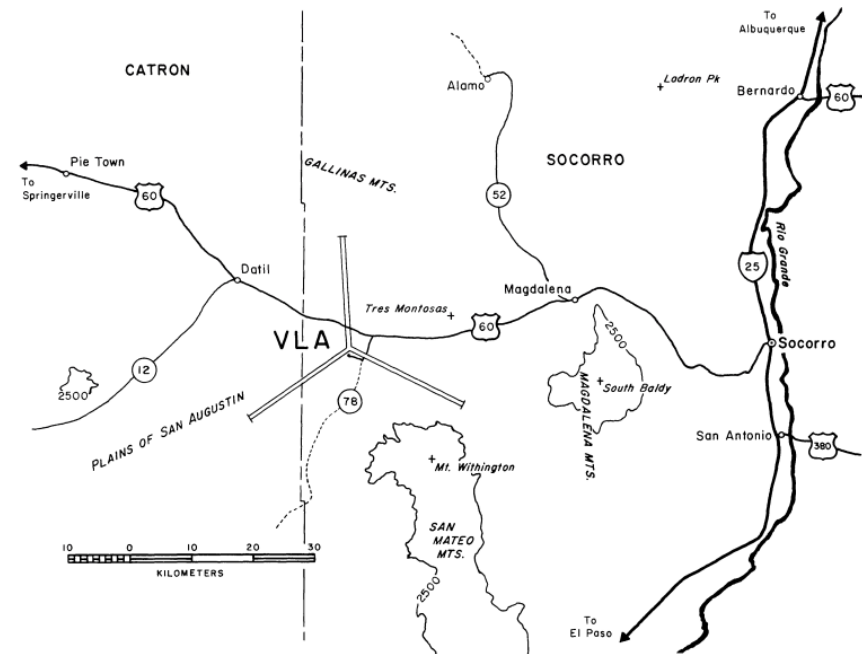 To
Albuquerque
CATRON
Ladron Pk
Alamo
Bernardo
60
Pie Town
SOCORRO
GALLINAS MTS.
To
Springerville
60
52
Rio Grande
25
Datil
Magdalena
Tres Montosas
60
2500
VLA
Socorro
12
2500
78
South Baldy
MAGDALENA MTS.
PLAINS OF SAN AUGUSTIN
San Antonio
380
Mt. Withington
SAN
MATEO
MTS.
10 0 10 20 30
KILOMETERS
2500
To
El Paso